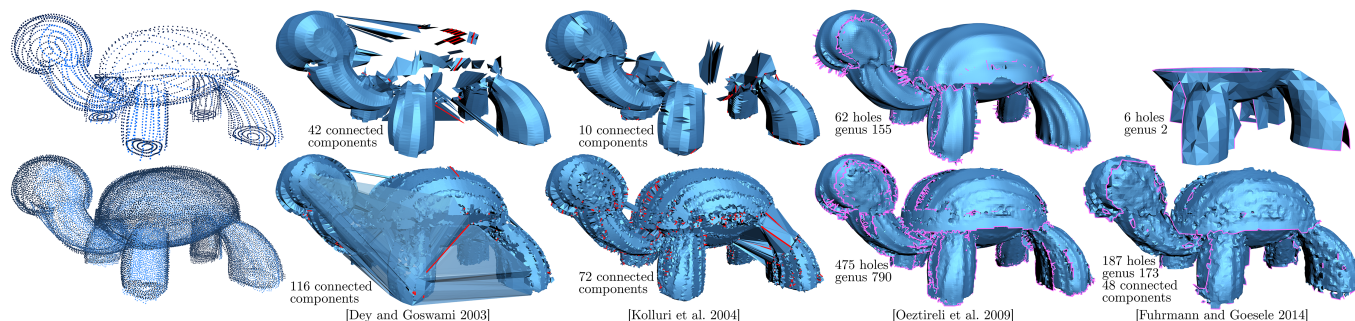 42 connected
components
10 connected
components
62 holes
genus 155
6 holes
genus 2
116 connected
components
72 connected
components
475 holes
genus 790
187 holes
genus 173
48 connected
components
[Dey and Goswami 2003]
[Kolluri et al. 2004]
[Oeztireli et al. 2009]
[Fuhrmann and Goesele 2014]